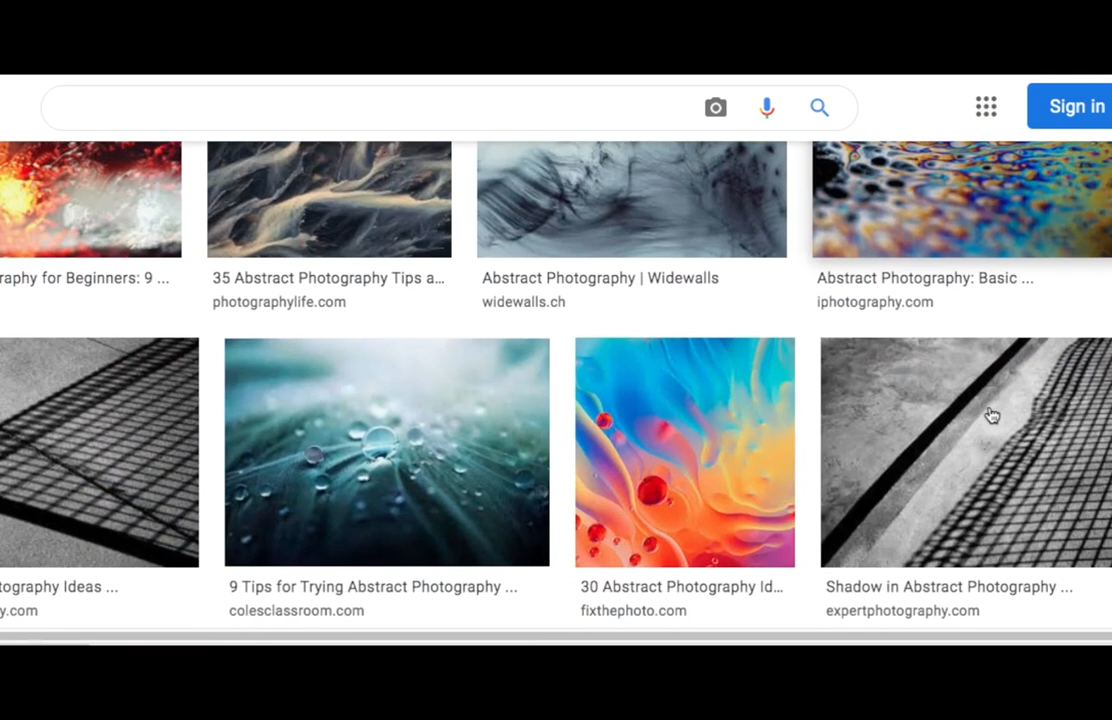 Sign in
raphy for Beginners: 9 ...
35 Abstract Photography Tips a...
Abstract Photography | Widewalls
Abstract Photography: Basic ...
photographylife.com
widewalls.ch
iphotography.com
tography Ideas ...
9 Tips for Trying Abstract Photography ...
30 Abstract Photography Id...
Shadow in Abstract Photography ...
y.com
colesclassroom.com
fixthephoto.com
expertphotography.com